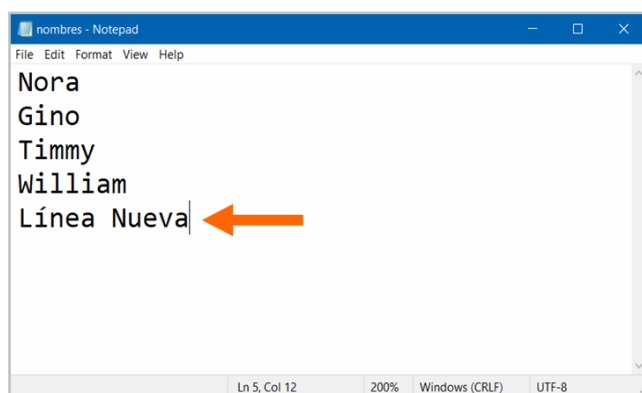 nombres - Notepad
File Edit Format View Help
Nora
Gino
Timmy
William
Línea Nueva
Ln 5, Col 12 200% Windows (CRLF) UTF-8